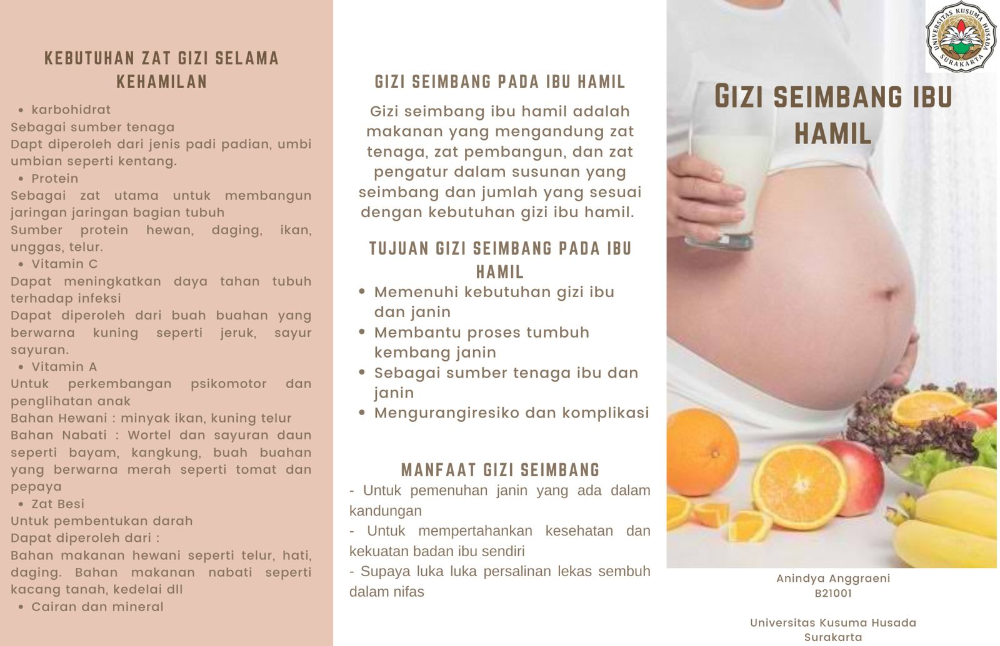 KEBUTUHAN ZAT GIZI SELAMA
KEHAMILAN
• karbohidrat
Sebagai sumber tenaga
Dapt diperoleh dari jenis padi padian, umbi
umbian seperti kentang.
• Protein
Sebagai zat utama untuk membangun
jaringan jaringan bagian tubuh
Sumber protein hewan, daging, ikan,
unggas, telur.
• Vitamin C
Dapat meningkatkan daya tahan tubuh
terhadap infeksi
Dapat diperoleh dari buah buahan yang
berwarna kuning seperti jeruk, sayur
sayuran.
• Vitamin A
Untuk perkembangan psikomotor dan
penglihatan anak
Bahan Hewani : minyak ikan, kuning telur
Bahan Nabati : Wortel dan sayuran daun
seperti bayam, kangkung, buah buahan
yang berwarna merah seperti tomat dan
pepaya
• Zat Besi
Untuk pembentukan darah
Dapat diperoleh dari :
Bahan makanan hewani seperti telur, hati,
daging. Bahan makanan nabati seperti
kacang tanah, kedelai dll
• Cairan dan mineral
GIZI SEIMBANG PADA IBU HAMIL
Gizi seimbang ibu hamil adalah
makanan yang mengandung zat
tenaga, zat pembangun, dan zat
pengatur dalam susunan yang
seimbang dan jumlah yang sesuai
dengan kebutuhan gizi ibu hamil.
TUJUAN GIZI SEIMBANG PADA IBU
HAMIL
• Memenuhi kebutuhan gizi ibu
dan janin
• Membantu proses tumbuh
kembang janin
• Sebagai sumber tenaga ibu dan
janin
• Mengurangiresiko dan komplikasi
MANFAAT GIZI SEIMBANG
- Untuk pemenuhan janin yang ada dalam
kandungan
- Untuk mempertahankan kesehatan dan
kekuatan badan ibu sendiri
- Supaya luka luka persalinan lekas sembuh
dalam nifas
UNIVERSITAS KUSUMA HUSADA
SURAKARTA
GIZI SEIMBANG IBU
HAMIL
Anindya Anggraeni
B21001
Universitas Kusuma Husada
Surakarta